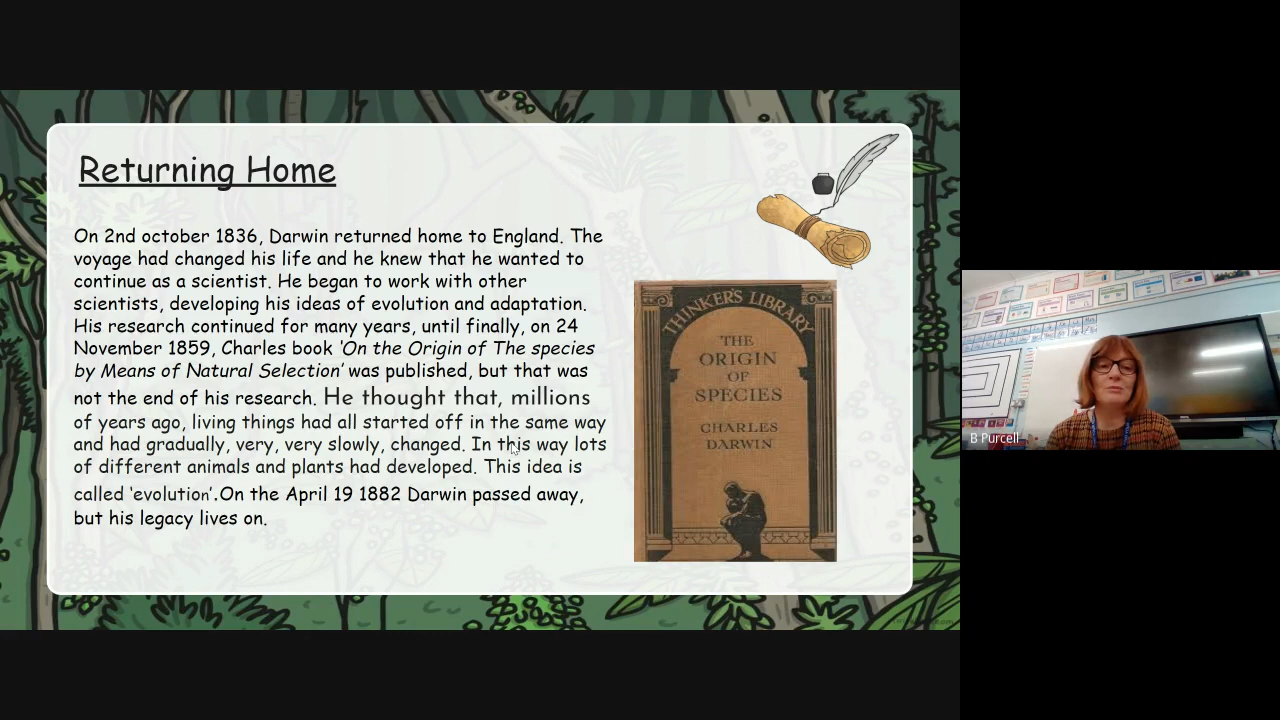 Returning Home
On 2nd october 1836, Darwin returned home to England. The
voyage had changed his life and he knew that he wanted to
continue as a scientist. He began to work with other
scientists, developing his ideas of evolution and adaptation.
His research continued for many years, until finally, on 24
November 1859, Charles book ‘On the Origin of The species
by Means of Natural Selection’ was published, but that was
not the end of his research. He thought that, millions
of years ago, living things had all started off in the same way
and had gradually, very, very slowly, changed. In this way lots
of different animals and plants had developed. This idea is
called ‘evolution’.On the April 19 1882 Darwin passed away,
but his legacy lives on.
THINKER'S LIBRARY
THE
ORIGIN
OF
SPECIES
CHARLES
DARWIN
B Purcell